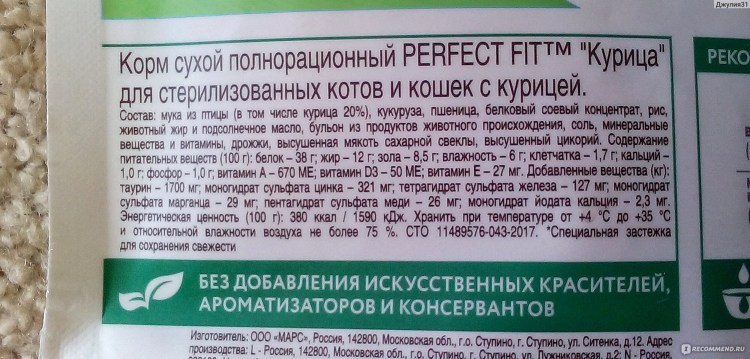 Джулия31
Корм сухой полнорационный PERFECT FIT™ "Курица"
для стерилизованных котов и кошек с курицей.
Состав: мука из птицы (в том числе курица 20%), кукуруза, пшеница, белковый соевый концентрат, рис,
животный жир и подсолнечное масло, бульон из продуктов животного происхождения, соль, минеральные
вещества и витамины, дрожжи, высушенная мякоть сахарной свеклы, высушенный цикорий. Содержание
питательных веществ (100 г): белок – 38 г; жир – 12 г; зола – 8,5 г; влажность – 6 г; клетчатка – 1,7 г; кальций –
1,0 г; фосфор – 1,0 г; витамин А – 670 МЕ; витамин D3 – 50 МЕ; витамин Е – 27 мг. Добавленные вещества (кг):
таурин – 1700 мг; моногидрат сульфата цинка – 321 мг; тетрагидрат сульфата железа – 127 мг; моногидрат
сульфата марганца – 29 мг; пентагидрат сульфата меди – 26 мг; моногидрат йодата кальция – 2,3 мг.
Энергетическая ценность (100 г): 380 ккал / 1590 кДж. Хранить при температуре от +4 °С до +35 °С
и относительной влажности воздуха не более 75 %. СТО 11489576-043-2017. *Специальная застежка
для сохранения свежести
РЕКО
БЕЗ ДОБАВЛЕНИЯ ИСКУССТВЕННЫХ КРАСИТЕЛЕЙ,
АРОМАТИЗАТОРОВ И КОНСЕРВАНТОВ
Изготовитель: ООО «МАРС», Россия, 142800, Московская обл., г.о. Ступино, г. Ступино, ул. Ситенка, д.12. Адрес
производства: L - Россия, 142800, Московская обл., г.о. Ступино, г. Ступино, ул. Лужниковская, д.2; N - Россия,
RECOMMEND.RU